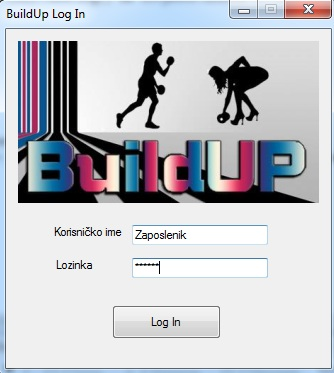 BuildUp Log In
BuildUP
Korisničko ime
Zaposlenik
Lozinka
******
Log In